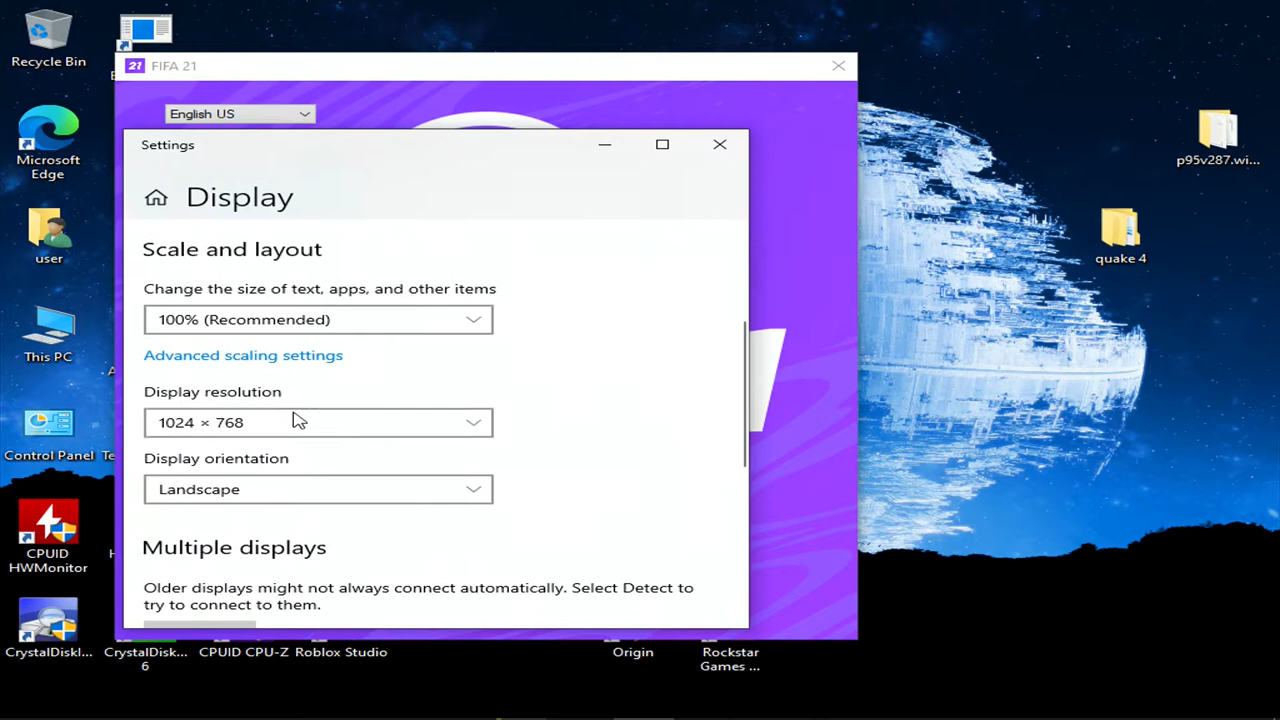 Recycle Bin
21 FIFA 21
English US
Microsoft
Edge
Settings
Display
Scale and layout
Change the size of text, apps, and other items
100% (Recommended)
Advanced scaling settings
Display resolution
1024 × 768
Display orientation
Landscape
Multiple displays
Older displays might not always connect automatically. Select Detect to
try to connect to them.
p95v287.wi...
quake 4
user
This PC
Control Panel
CPUID
HWMonitor
CrystalDiskI...
CrystalDisk...
6
CPUID CPU-Z
Roblox Studio
Origin
Rockstar
Games ...